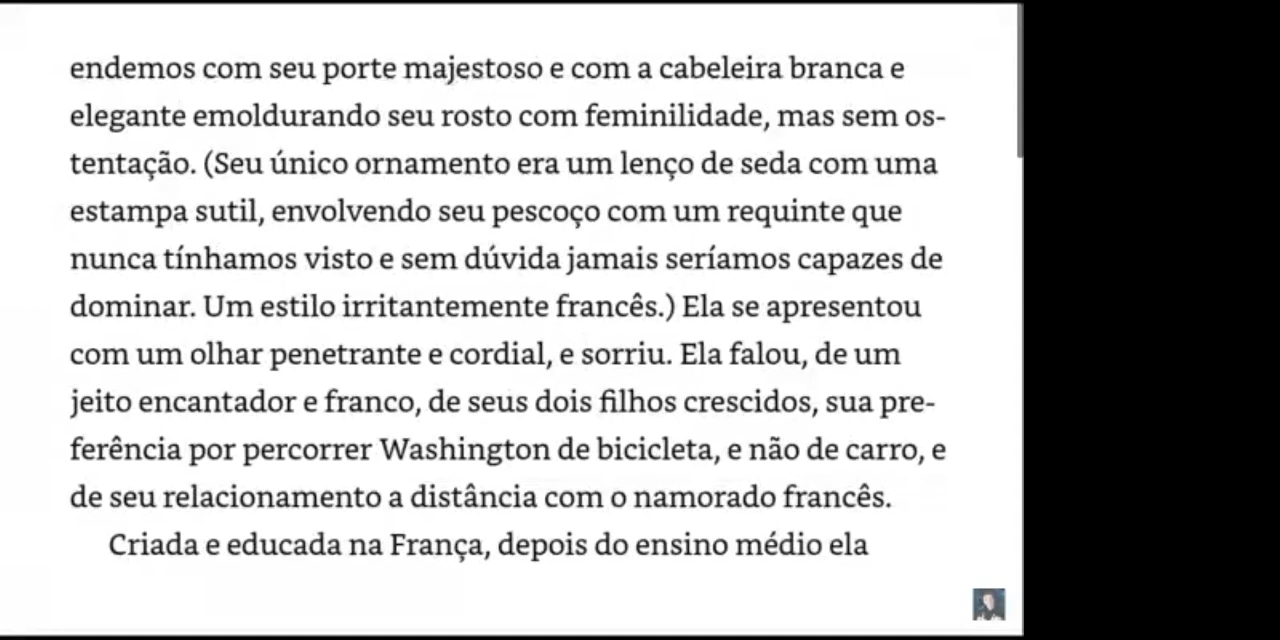 endemos com seu porte majestoso e com a cabeleira branca e
elegante emoldurando seu rosto com feminilidade, mas sem os-
tentação. (Seu único ornamento era um lenço de seda com uma
estampa sutil, envolvendo seu pescoço com um requinte que
nunca tínhamos visto e sem dúvida jamais seríamos capazes de
dominar. Um estilo irritantemente francês.) Ela se apresentou
com um olhar penetrante e cordial, e sorriu. Ela falou, de um
jeito encantador e franco, de seus dois filhos crescidos, sua pre-
ferência por percorrer Washington de bicicleta, e não de carro, e
de seu relacionamento a distância com o namorado francês.
Criada e educada na França, depois do ensino médio ela